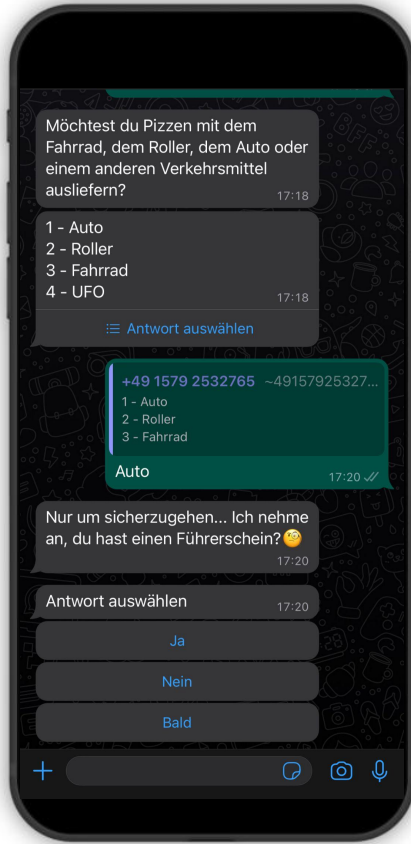 Möchtest du Pizzen mit dem
Fahrrad, dem Roller, dem Auto oder
einem anderen Verkehrsmittel
ausliefern?
17:18
1 - Auto
2 - Roller
3 - Fahrrad
4 - UFO
17:18
Antwort auswählen
+49 1579 2532765 ~49157925327...
1 - Auto
2 - Roller
3 - Fahrrad
Auto
17:20
Nur um sicherzugehen... Ich nehme
an, du hast einen Führerschein?🧐
17:20
Antwort auswählen
17:20
Ja
Nein
Bald